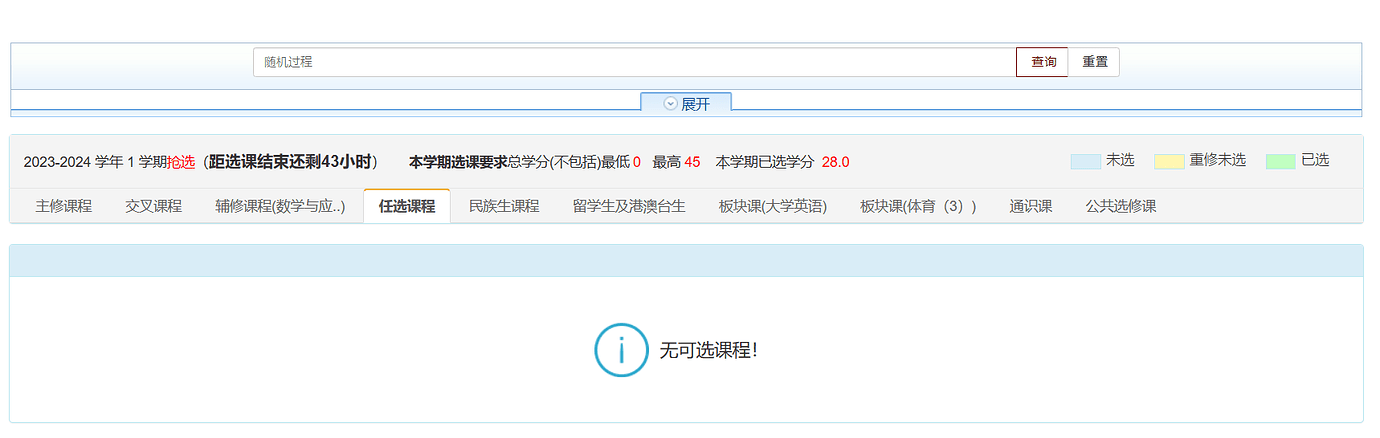 随机过程 查询 重置
展开
2023-2024 学年 1 学期抢选（距选课结束还剩43小时） 本学期选课要求总学分(不包括)最低 0 最高 45 本学期已选学分 28.0 未选 重修未选 已选
主修课程 交叉课程 辅修课程(数学与应..) 任选课程 民族生课程 留学生及港澳台生 板块课(大学英语) 板块课(体育（3）) 通识课 公共选修课
无可选课程！